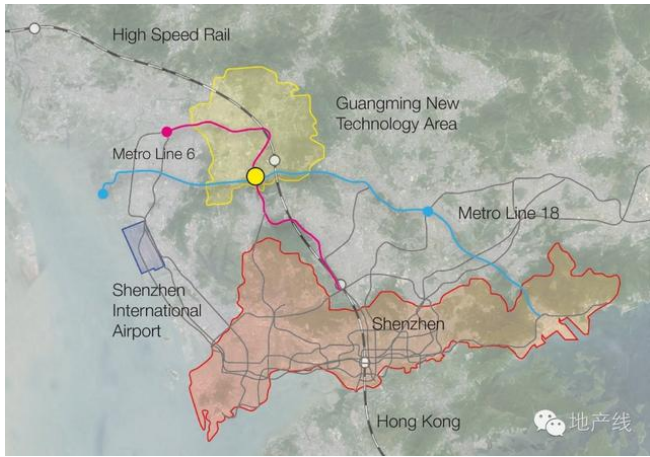 High Speed Rail
Guangming New
Technology Area
Metro Line 6
Metro Line 18
Shenzhen
International
Airport
Shenzhen
Hong Kong
地产线